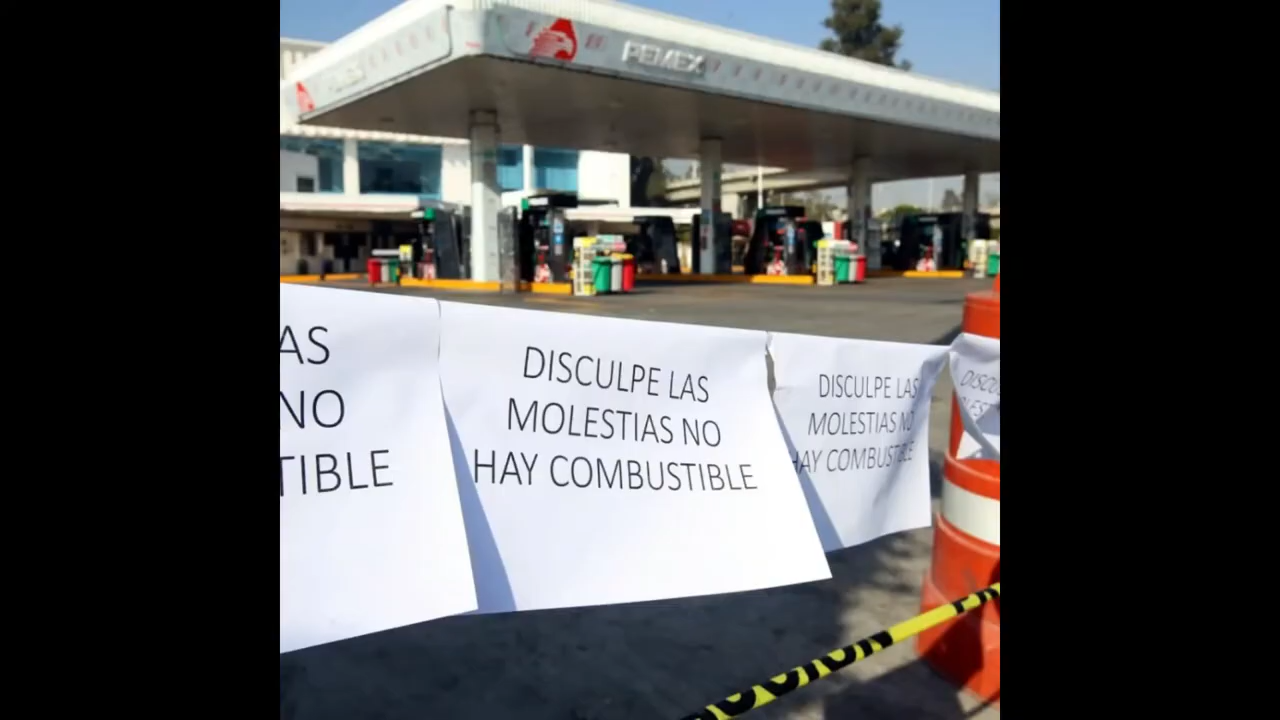 PEMEX
AS
NO
TIBLE
DISCULPE LAS
MOLESTIAS NO
HAY COMBUSTIBLE
DISCULPE LAS
MOLESTIAS NO
HAY COMBUSTIBLE